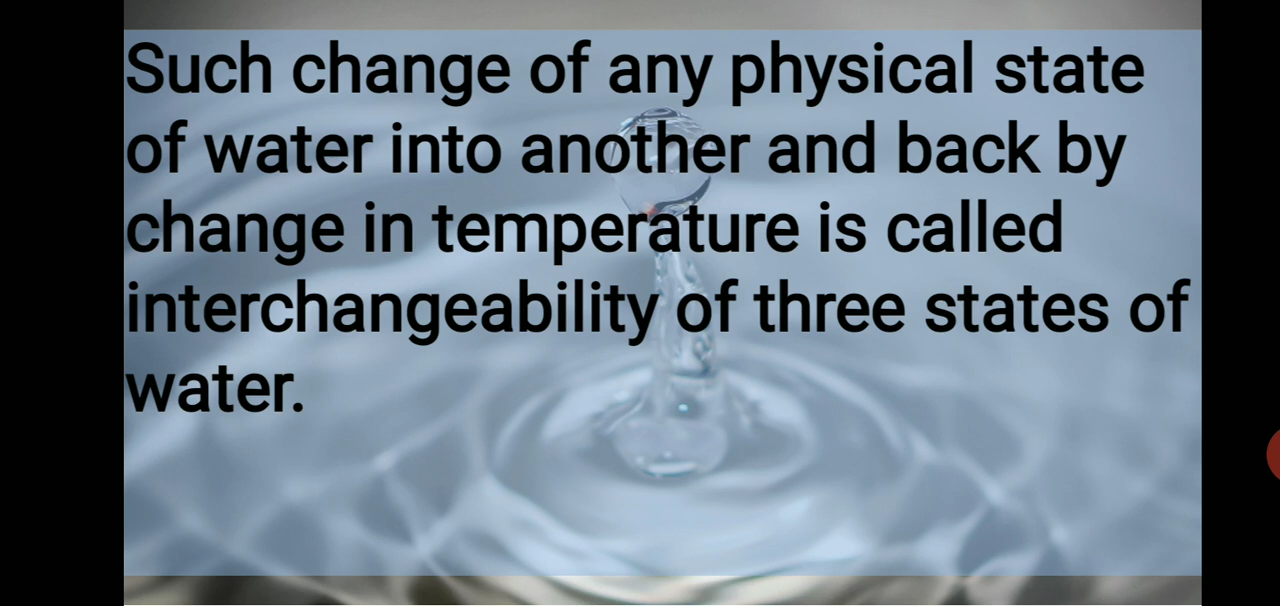 Such change of any physical state
of water into another and back by
change in temperature is called
interchangeability of three states of
water.